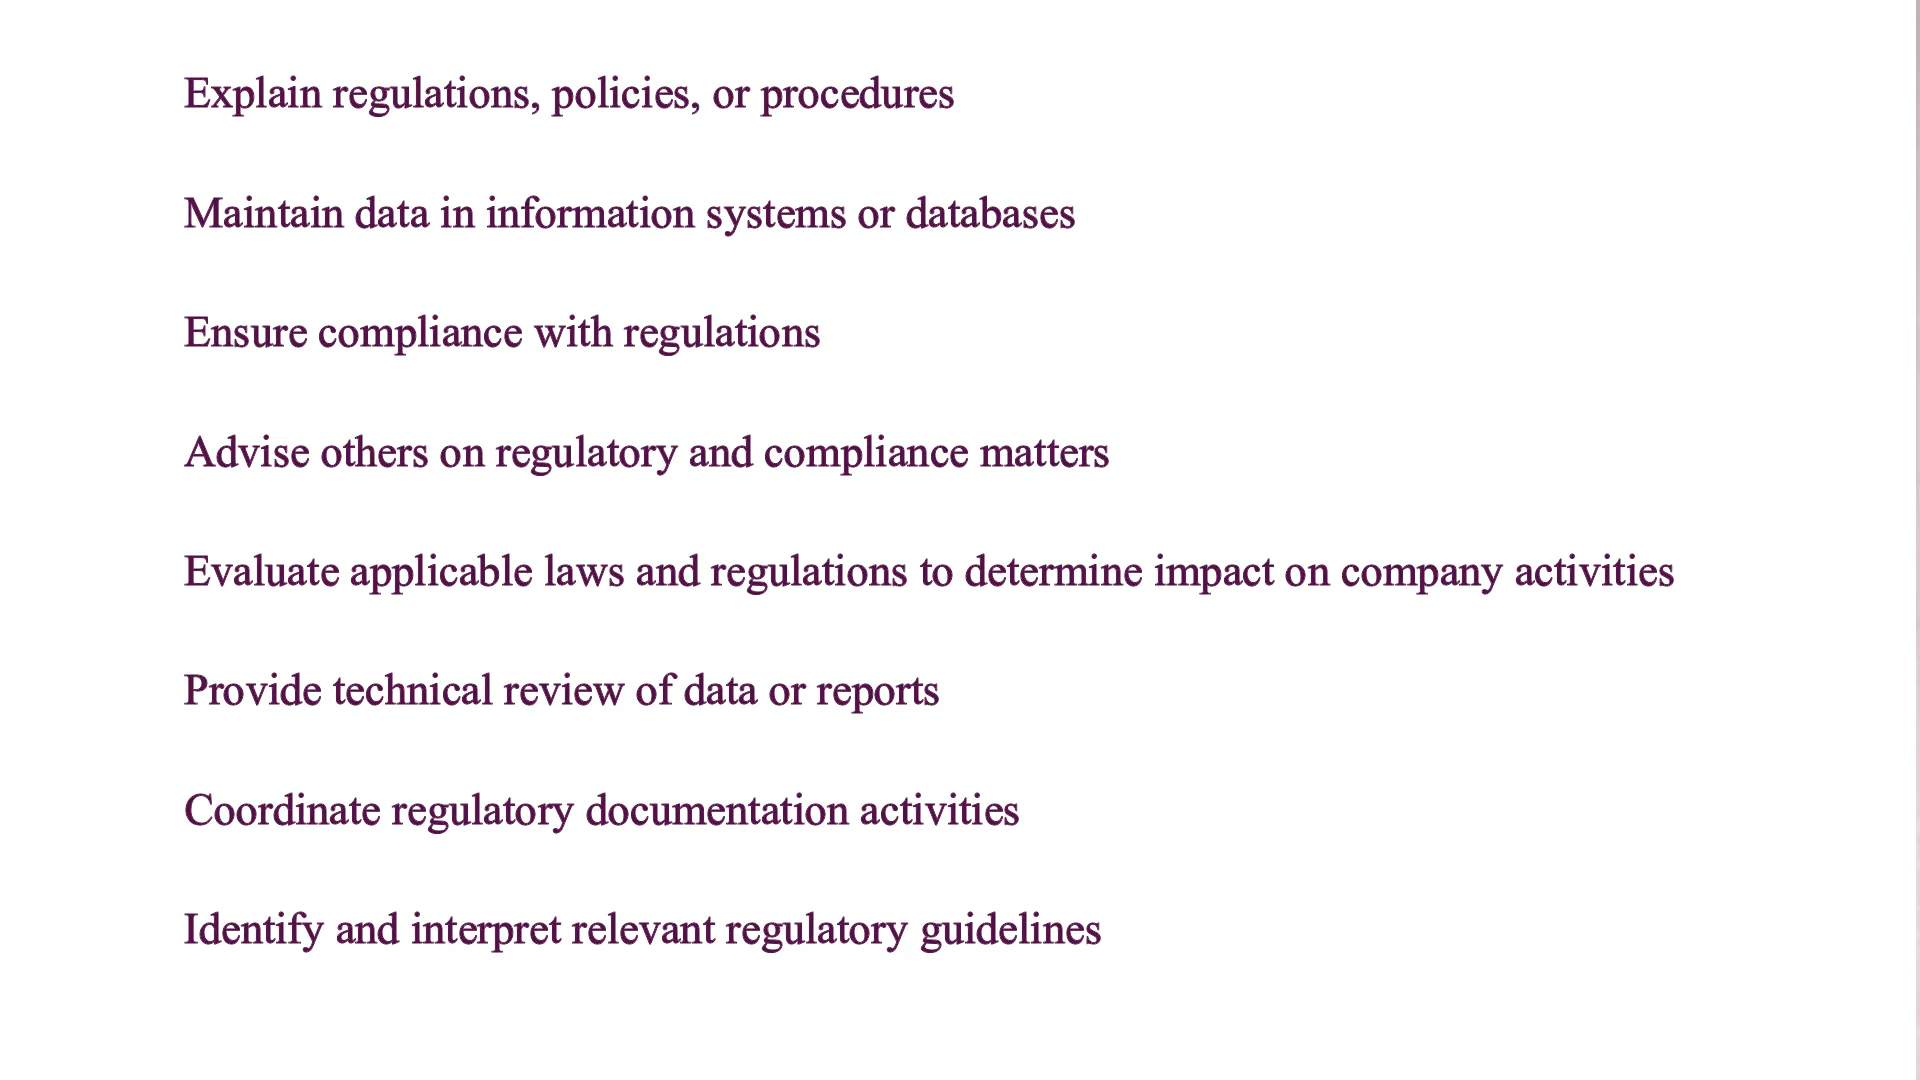 Explain regulations, policies, or procedures
Maintain data in information systems or databases
Ensure compliance with regulations
Advise others on regulatory and compliance matters
Evaluate applicable laws and regulations to determine impact on company activities
Provide technical review of data or reports
Coordinate regulatory documentation activities
Identify and interpret relevant regulatory guidelines